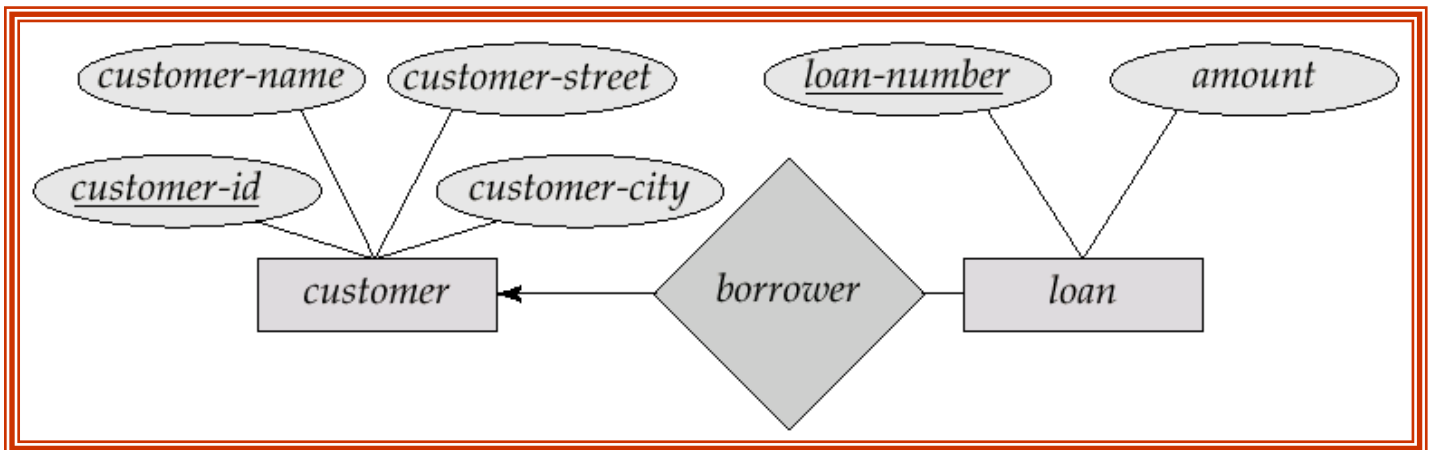 customer-name
customer-street
loan-number
amount
customer-id
customer-city
customer
borrower
loan